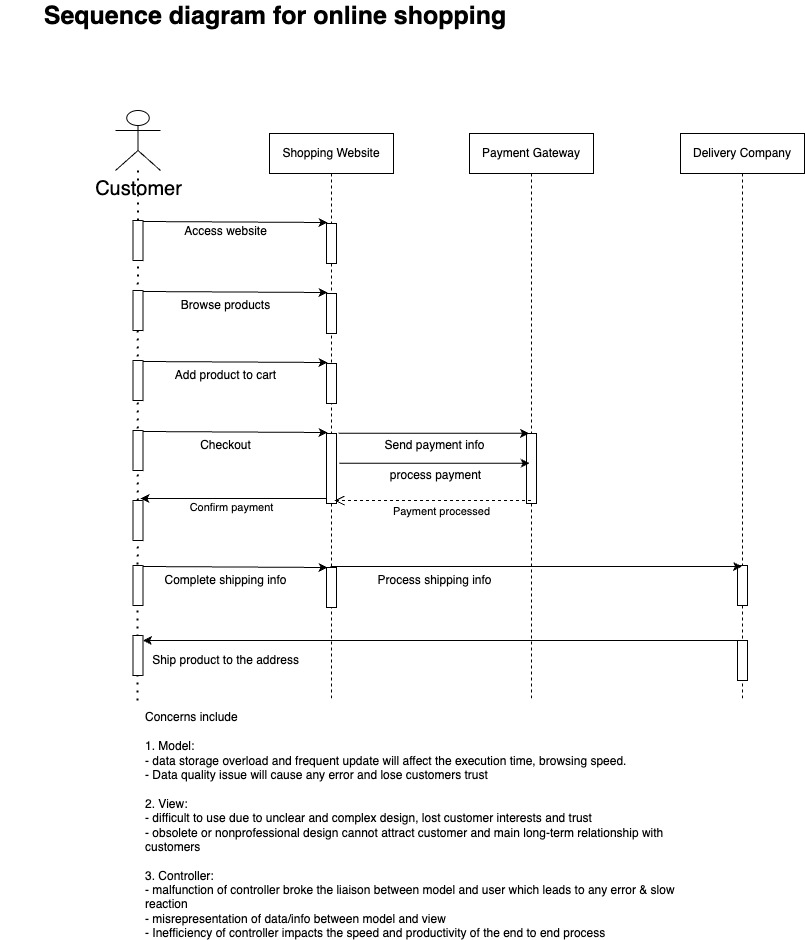 Sequence diagram for online shopping
Customer
Shopping Website
Payment Gateway
Delivery Company
Access website
Browse products
Add product to cart
Checkout
Send payment info
process payment
Confirm payment
Payment processed
Complete shipping info
Process shipping info
Ship product to the address
Concerns include
1. Model:
- data storage overload and frequent update will affect the execution time, browsing speed.
- Data quality issue will cause any error and lose customers trust
2. View:
- difficult to use due to unclear and complex design, lost customer interests and trust
- obsolete or nonprofessional design cannot attract customer and main long-term relationship with
customers
3. Controller:
- malfunction of controller broke the liaison between model and user which leads to any error & slow
reaction
- misrepresentation of data/info between model and view
- Inefficiency of controller impacts the speed and productivity of the end to end process